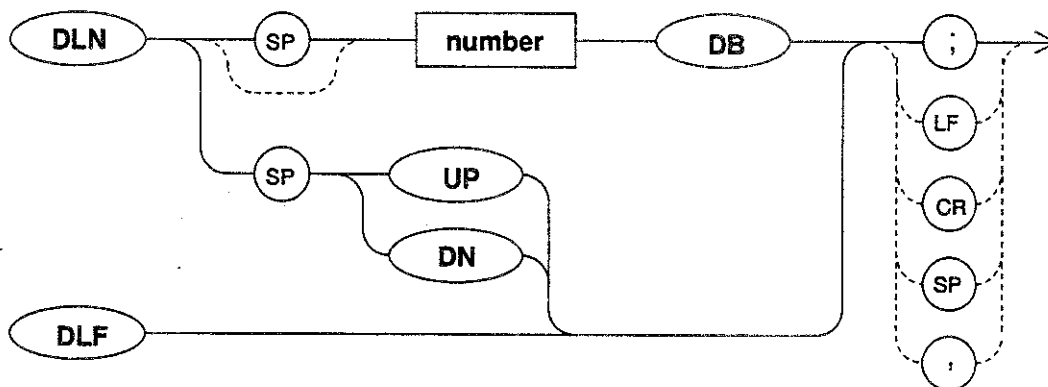 DLN SP number DB ;
LF
SP UP CR
DN SP
DLF ,